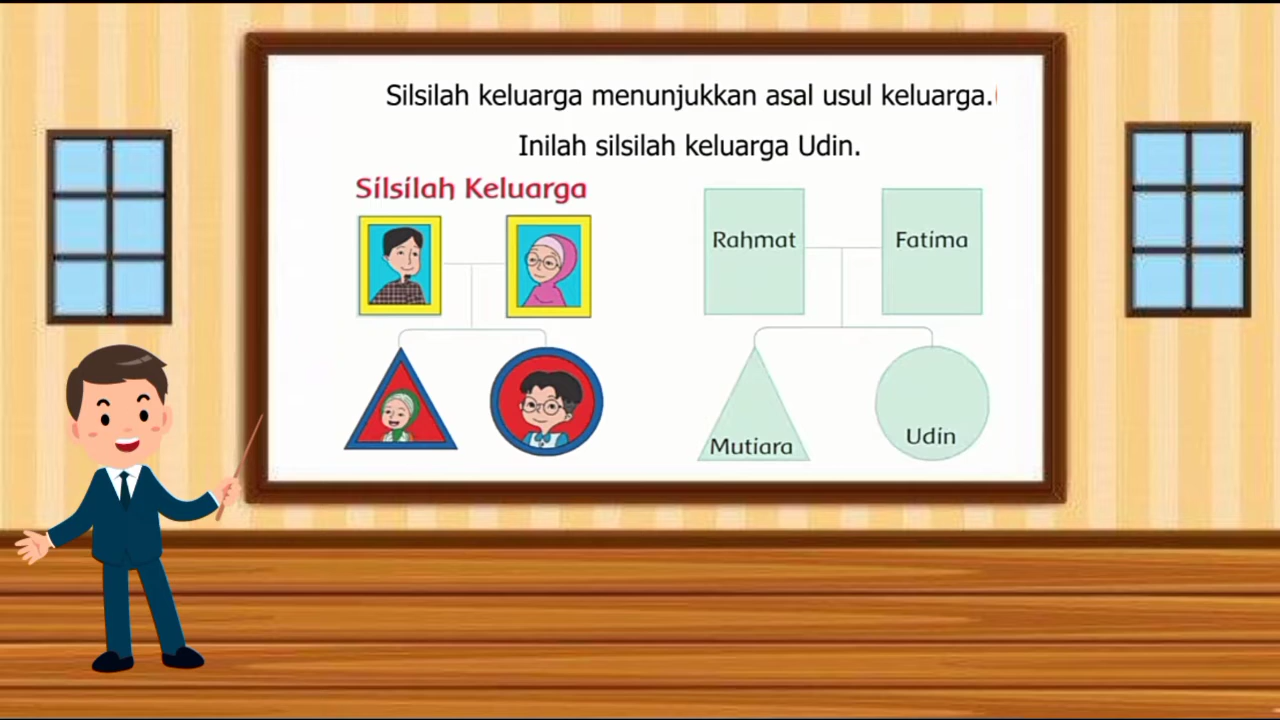 Silsilah keluarga menunjukkan asal usul keluarga.
Inilah silsilah keluarga Udin.
Silsilah Keluarga
Rahmat
Fatima
Mutiara
Udin